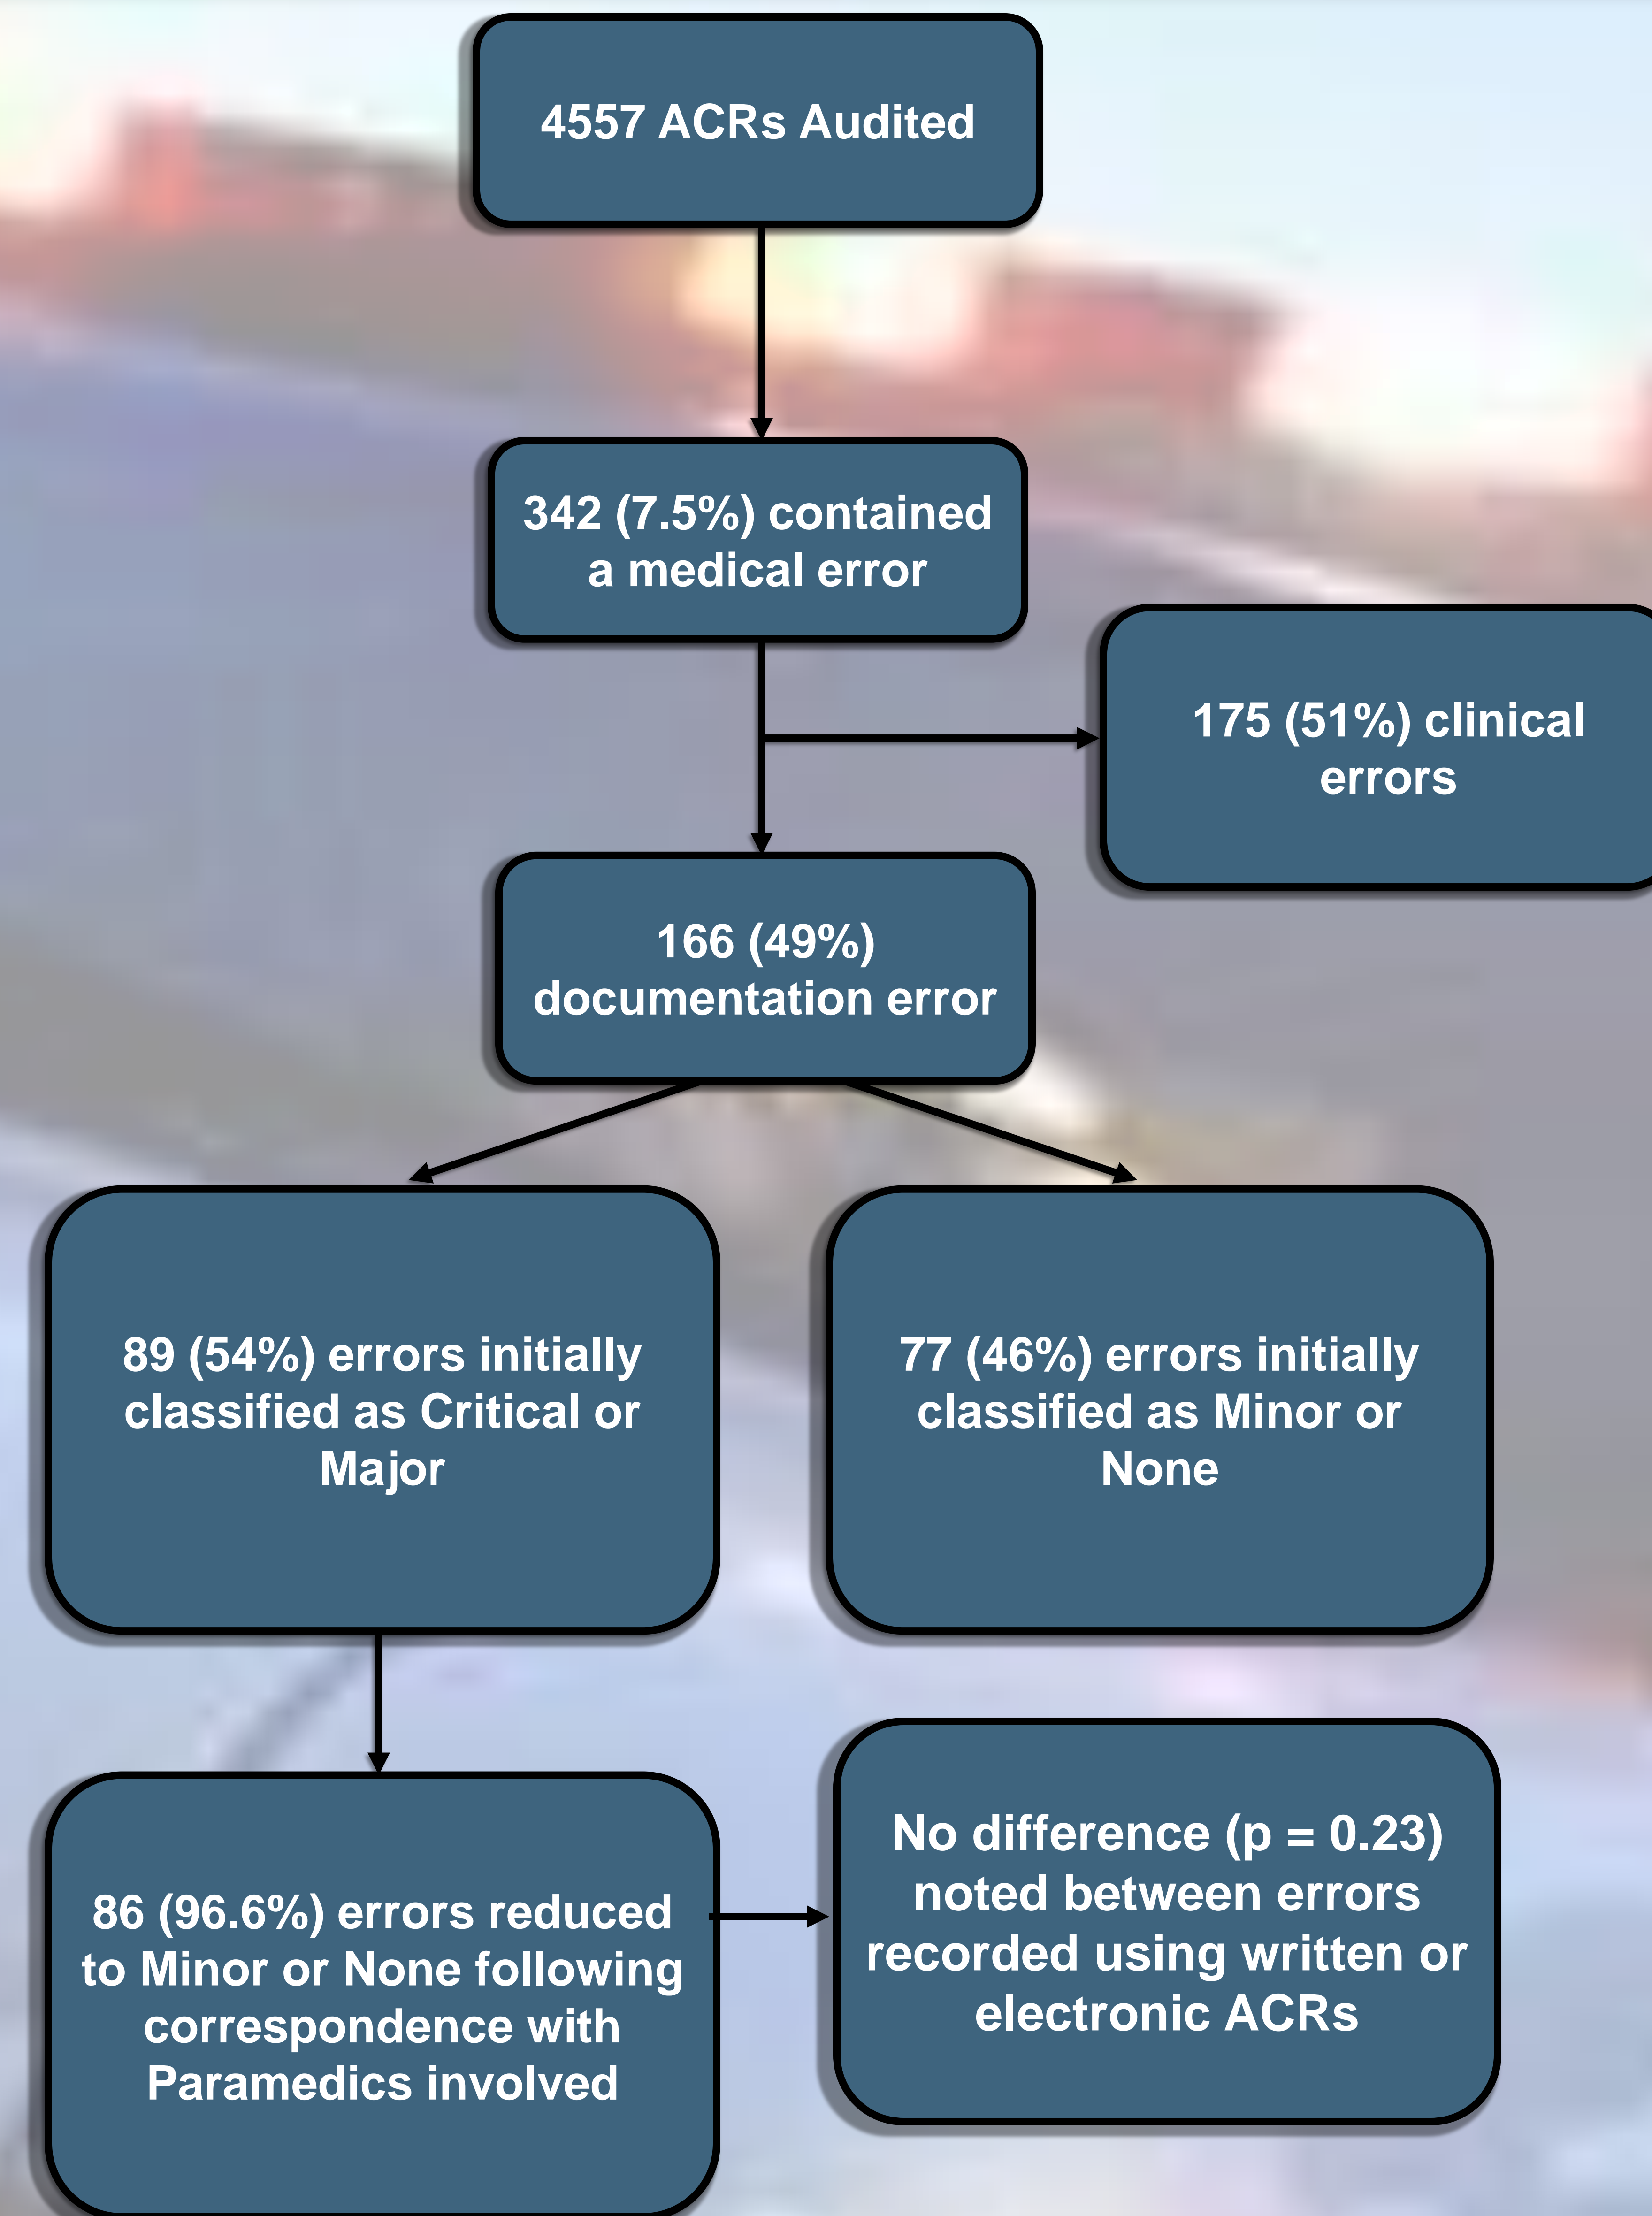 4557 ACRs Audited
342 (7.5%) contained
a medical error
175 (51%) clinical
errors
166 (49%)
documentation error
89 (54%) errors initially
classified as Critical or
Major
77 (46%) errors initially
classified as Minor or
None
86 (96.6%) errors reduced
to Minor or None following
correspondence with
Paramedics involved
No difference (p = 0.23)
noted between errors
recorded using written or
electronic ACRs